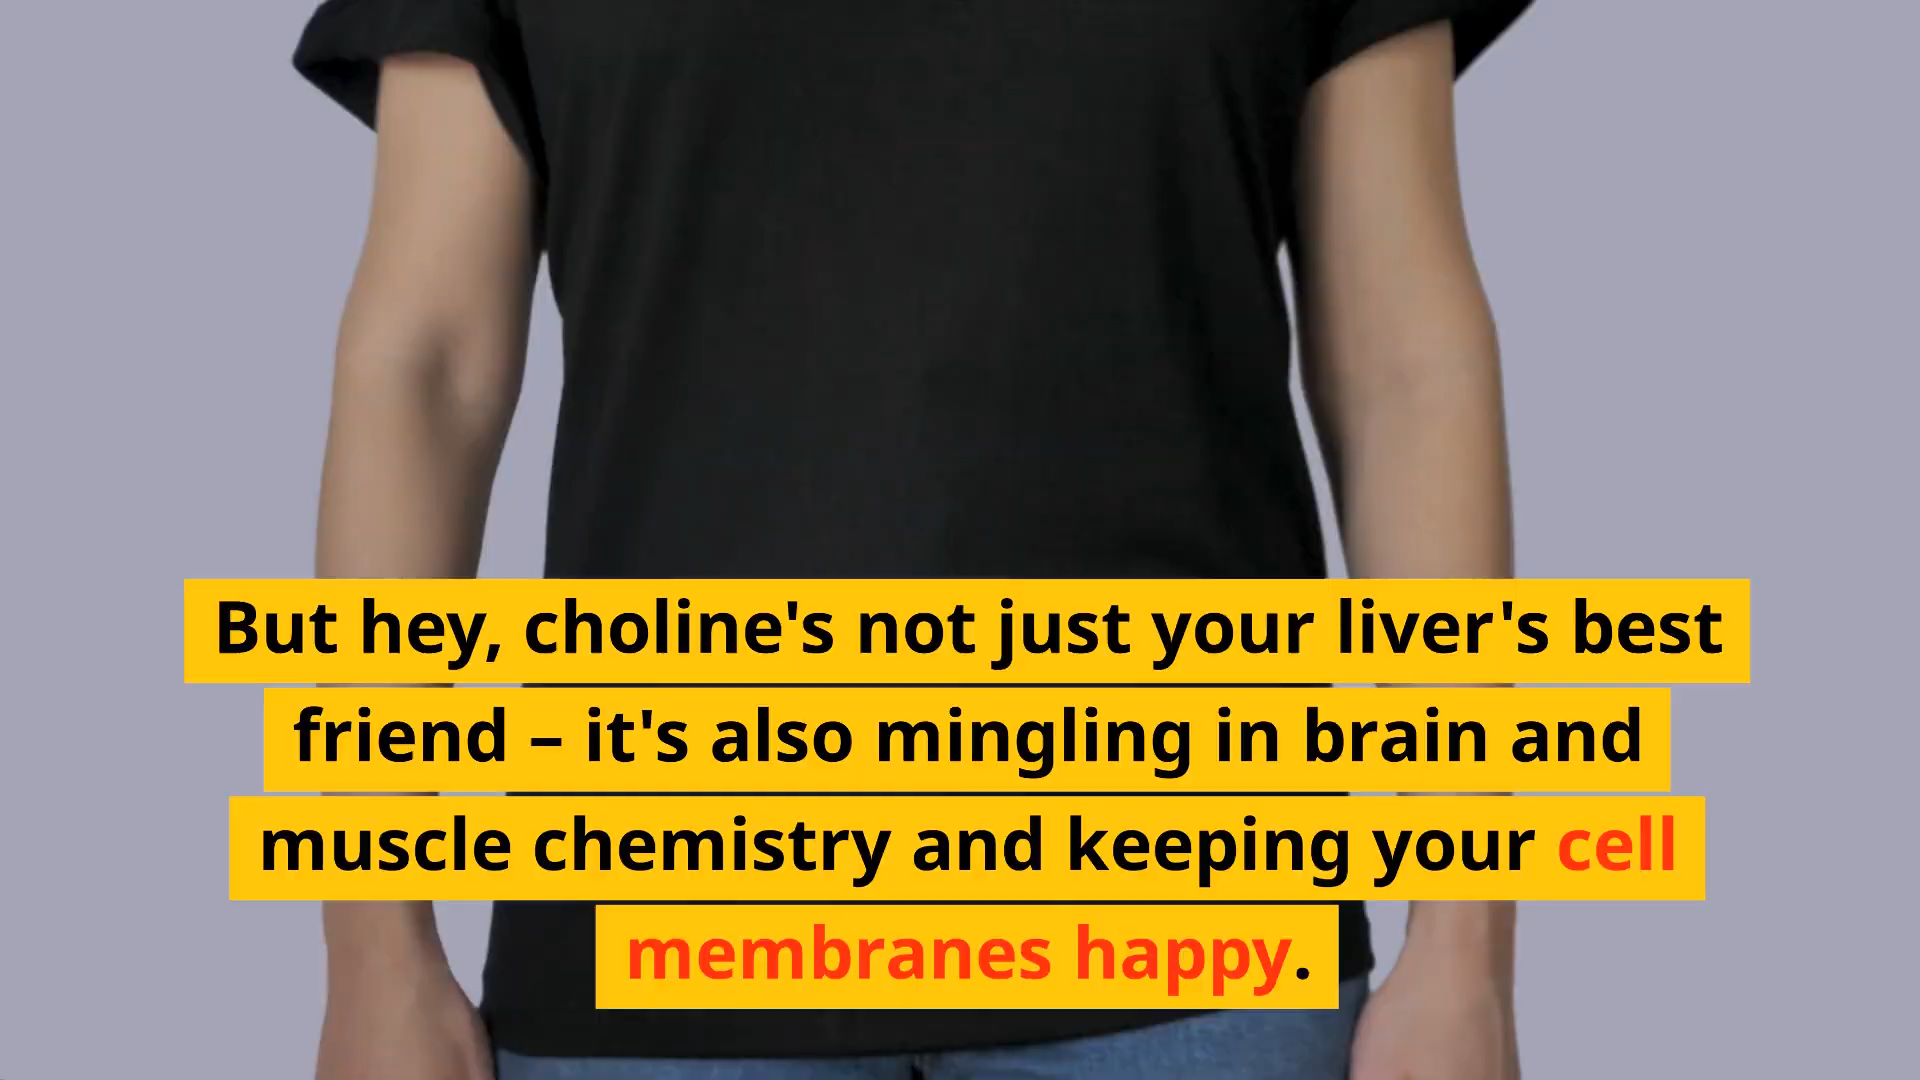 But hey, choline's not just your liver's best
friend – it's also mingling in brain and
muscle chemistry and keeping your cell
membranes happy.